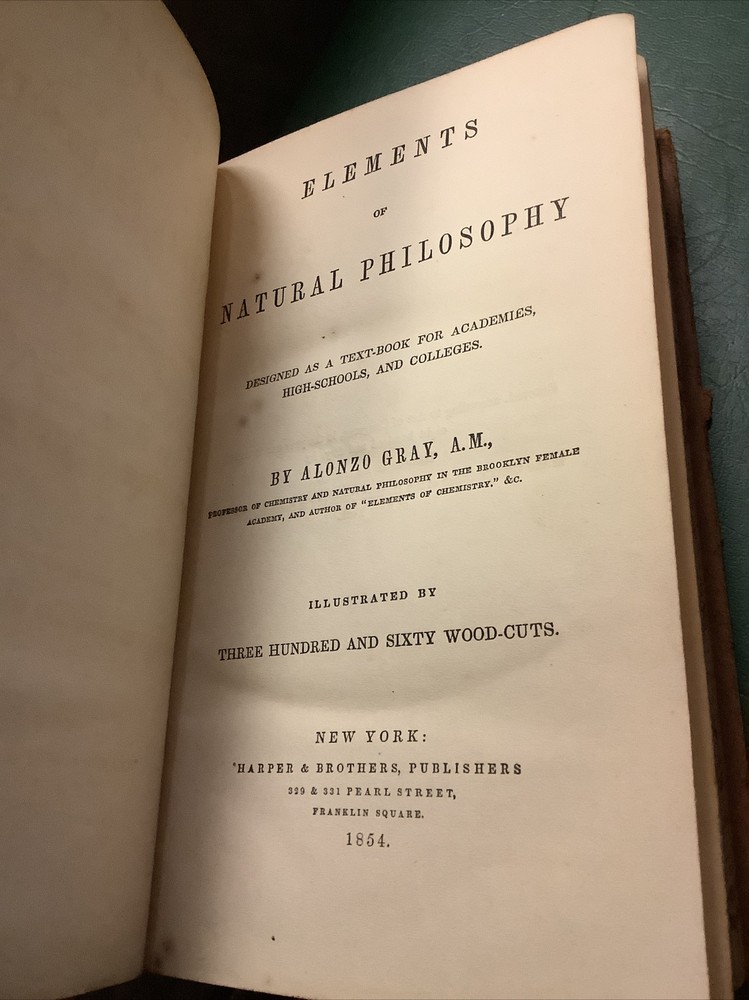 ELEMENTS
OF
NATURAL PHILOSOPHY
DESIGNED AS A TEXT-BOOK FOR ACADEMIES,
HIGH-SCHOOLS, AND COLLEGES.
BY ALONZO GRAY, A.M.,
PROFESSOR OF CHEMISTRY AND NATURAL PHILOSOPHY IN THE BROOKLYN FEMALE
ACADEMY, AND AUTHOR OF "ELEMENTS OF CHEMISTRY." &C.
ILLUSTRATED BY
THREE HUNDRED AND SIXTY WOOD-CUTS.
NEW YORK:
HARPER & BROTHERS, PUBLISHERS
329 & 331 PEARL STREET,
FRANKLIN SQUARE.
1854.